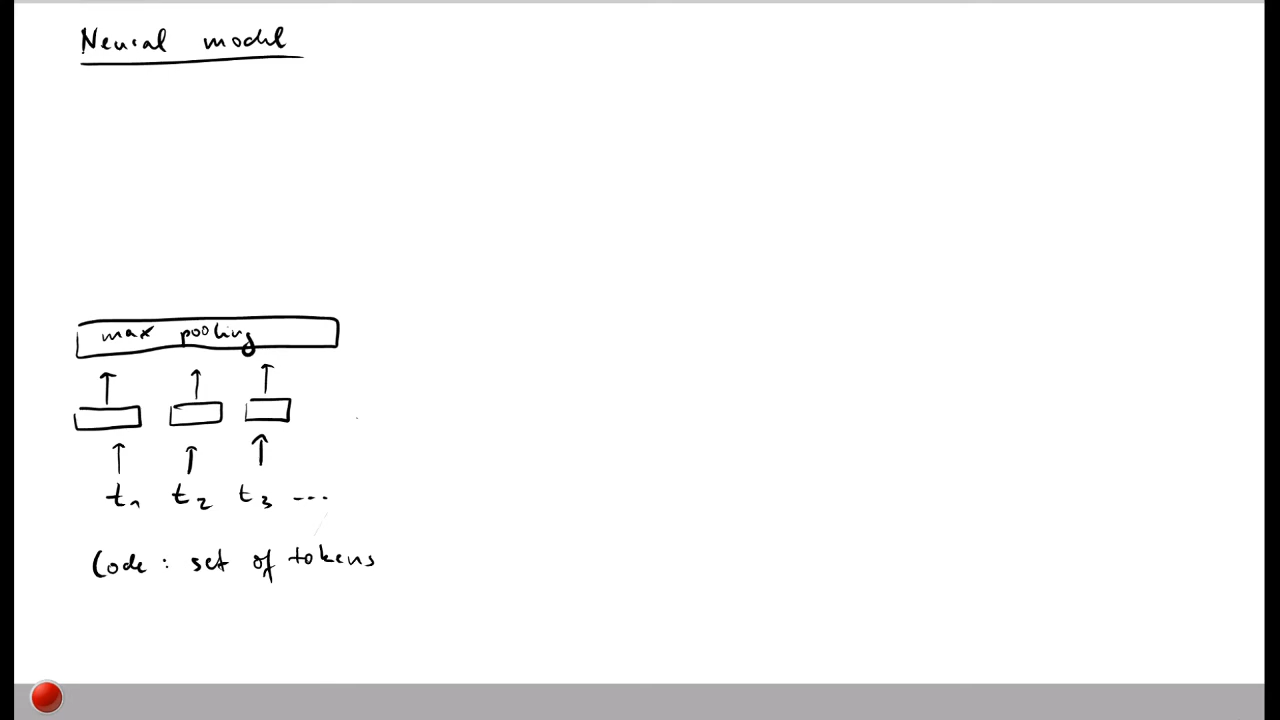 Neural model
max pooling
t1 t2 t3 ...
Code: set of tokens